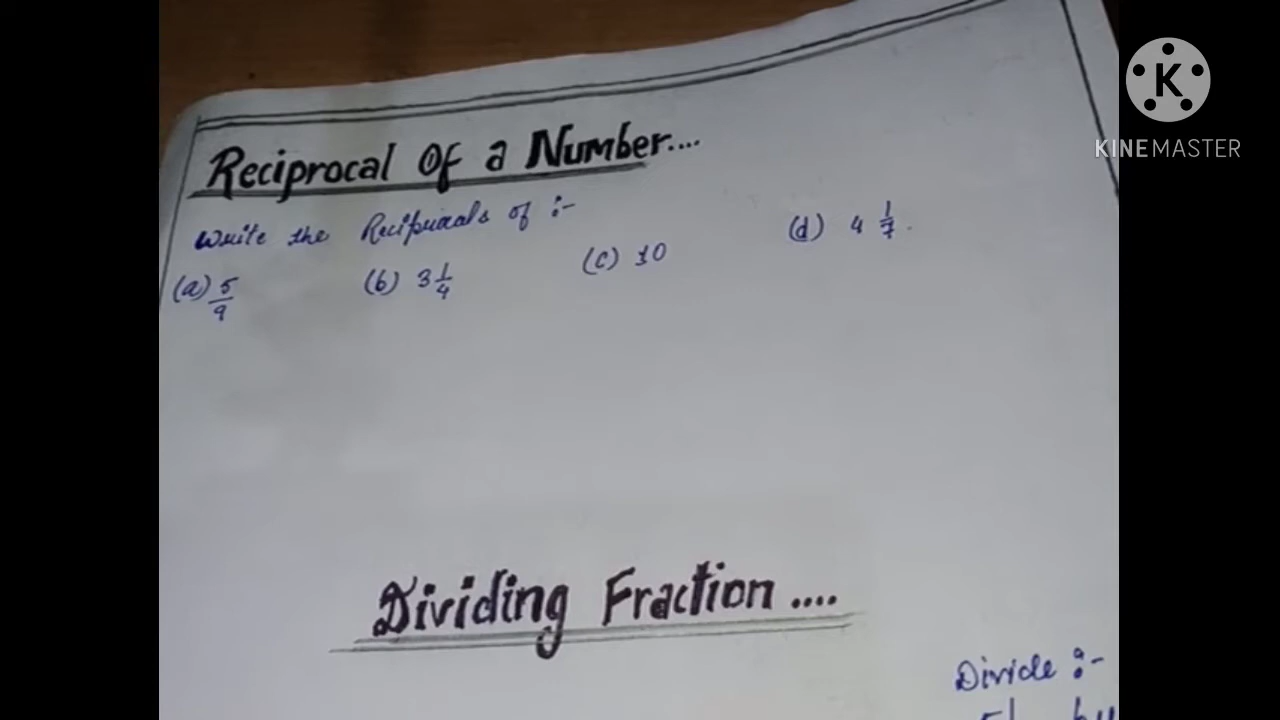 Reciprocal Of a Number....
Write the Reciprocals of :-
(a) 5/9 (b) 3 1/4 (c) 10 (d) 4 1/7.
Dividing Fraction ....
Divide :-
K
KINEMASTER